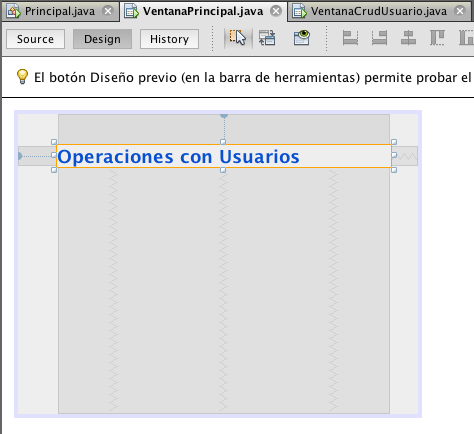 Principal.java VentanaPrincipal.java VentanaCrudUsuario.java
Source Design History
El botón Diseño previo (en la barra de herramientas) permite probar el
Operaciones con Usuarios